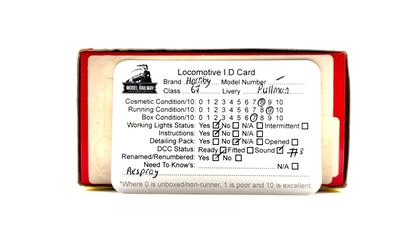 Locomotive I.D Card
MODEL RAILWAY
Brand Hornby Model Number –
Class 67 Livery Pullman
Cosmetic Condition/10: 0 1 2 3 4 5 6 7 8 9 10
Running Condition/10: 0 1 2 3 4 5 6 7 8 9 10
Box Condition/10: 0 1 2 3 4 5 6 7 8 9 10
Working Lights Status: Yes No N/A Intermittent
Instructions: Yes No
Detailing Pack: Yes No N/A Opened
DCC Status: Ready Fitted Sound #3
Renamed/Renumbered: Yes No
Need To Know's: N/A
Respray
*Where 0 is unboxed/non-runner, 1 is poor and 10 is excellent.